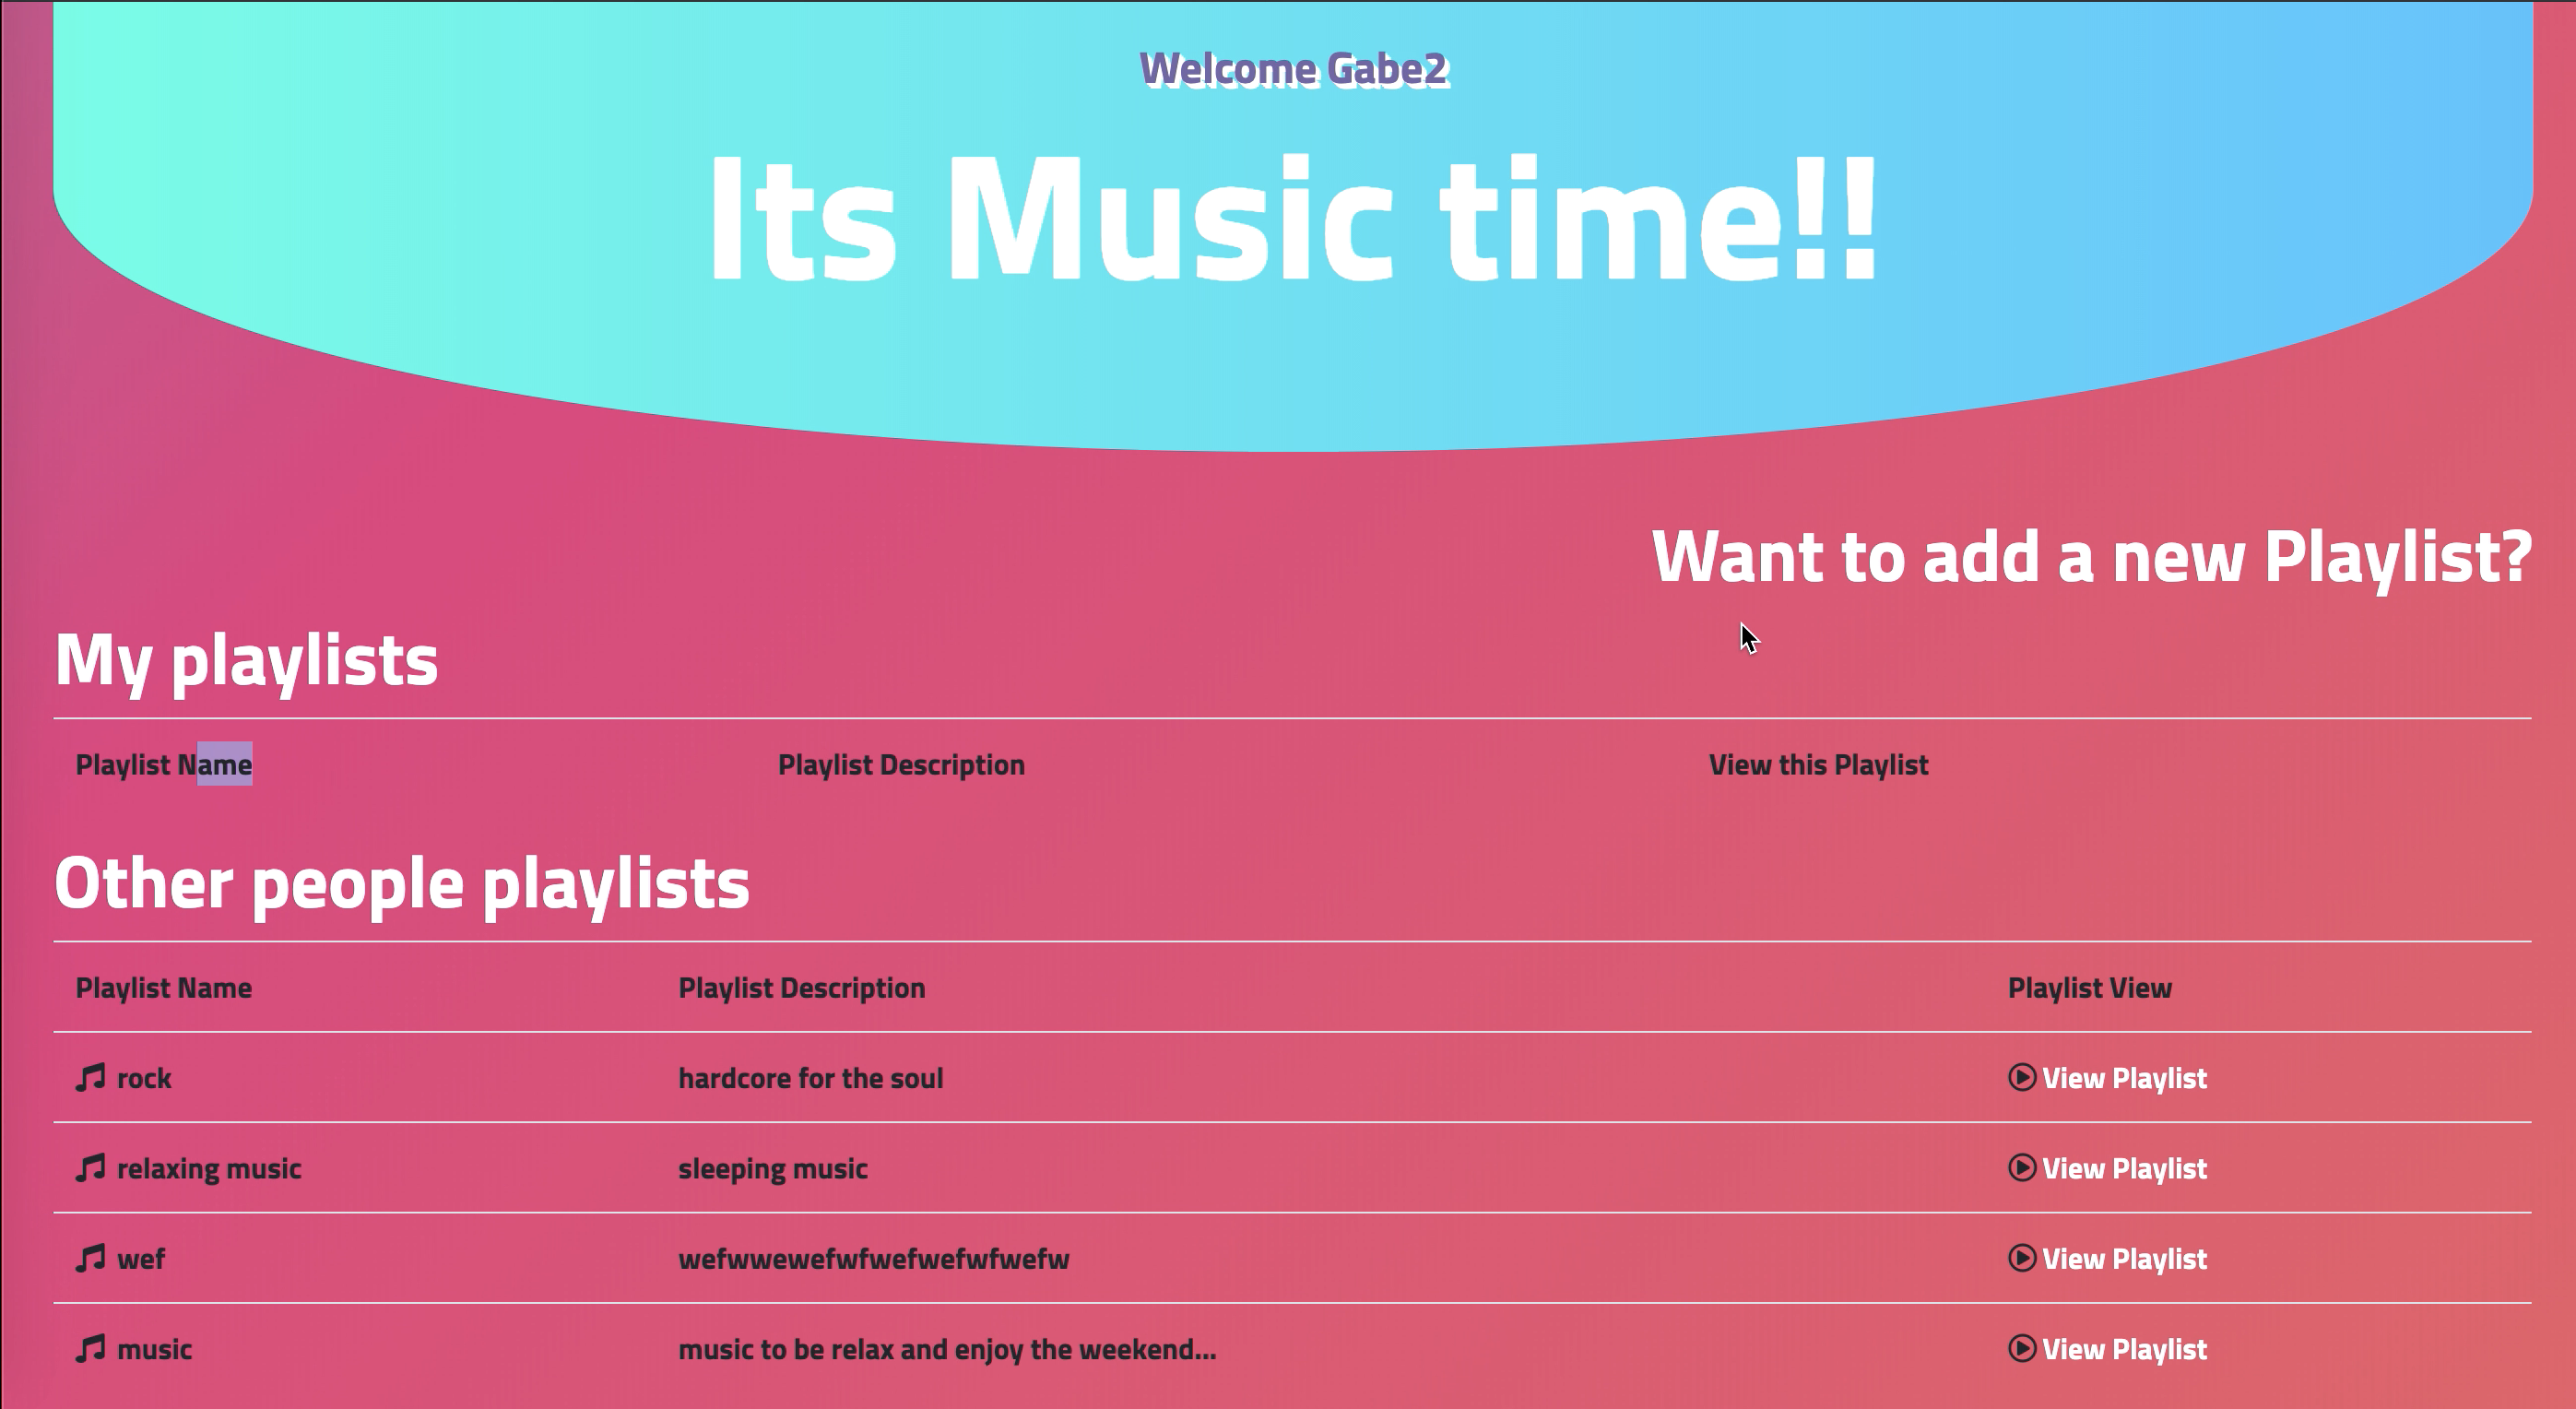 Welcome Gabe2
Its Music time!!
Want to add a new Playlist?
My playlists
Playlist Name Playlist Description View this Playlist
Other people playlists
Playlist Name Playlist Description Playlist View
rock hardcore for the soul View Playlist
relaxing music sleeping music View Playlist
wef wefwwewefwfwefwefwfwefw View Playlist
music music to be relax and enjoy the weekend... View Playlist